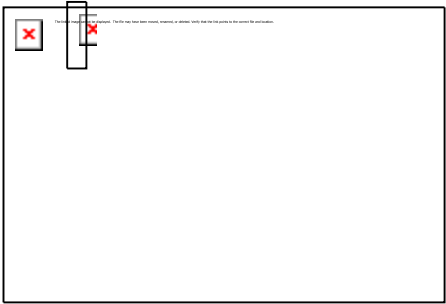 The linked image cannot be displayed. The file may have been moved, renamed, or deleted. Verify that the link points to the correct file and location.